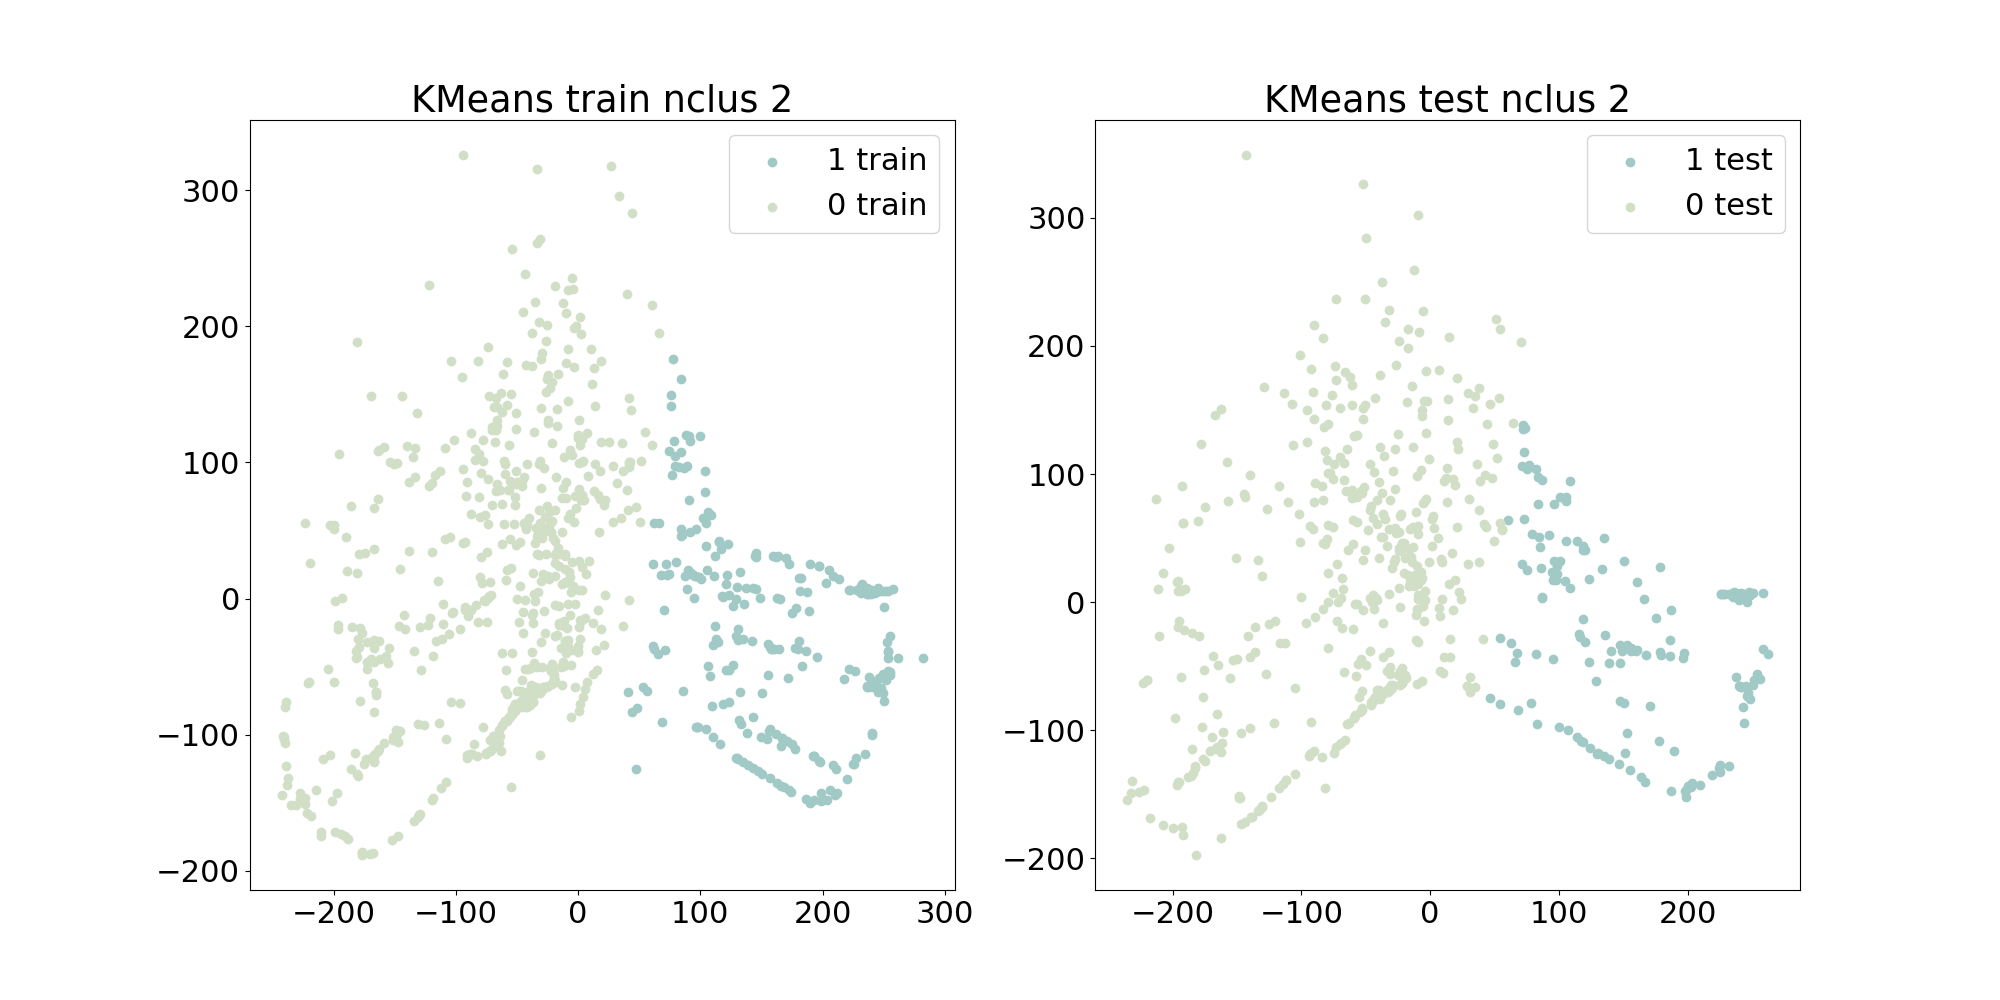 KMeans train nclus 2
1 train
0 train
300
200
100
0
−100
−200
−200 −100 0 100 200 300
KMeans test nclus 2
1 test
0 test
300
200
100
0
−100
−200
−200 −100 0 100 200